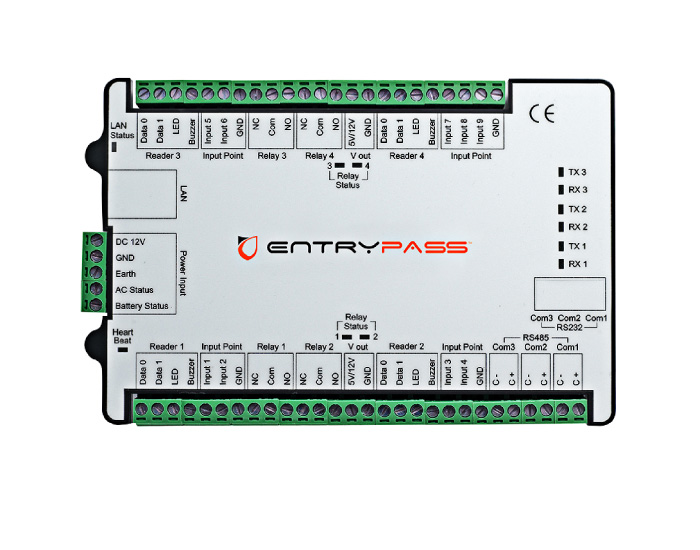 LAN
Status
Data 0
Data 1
LED
Buzzer
Input 5
Input 6
GND
NC
Com
NO
NC
Com
NO
5V/12V
GND
Data 0
Data 1
LED
Buzzer
Input 7
Input 8
Input 9
GND
CE
Reader 3
Input Point
Relay 3
Relay 4
V out
Reader 4
Input Point
3
4
Relay
Status
TX 3
RX 3
TX 2
RX 2
TX 1
RX 1
LAN
ENTRYPASS
DC 12V
GND
Earth
AC Status
Battery Status
Power Input
Com3 Com2 Com1
RS232
Heart
Beat
Relay
Status
1
2
Reader 1
Input Point
Relay 1
Relay 2
V out
Reader 2
Input Point
RS485
Com3 Com2 Com1
Data 0
Data 1
LED
Buzzer
Input 1
Input 2
GND
NC
Com
NO
NC
Com
NO
5V/12V
GND
Data 0
Data 1
LED
Buzzer
Input 3
Input 4
GND
C -
C +
C -
C +
C -
C +